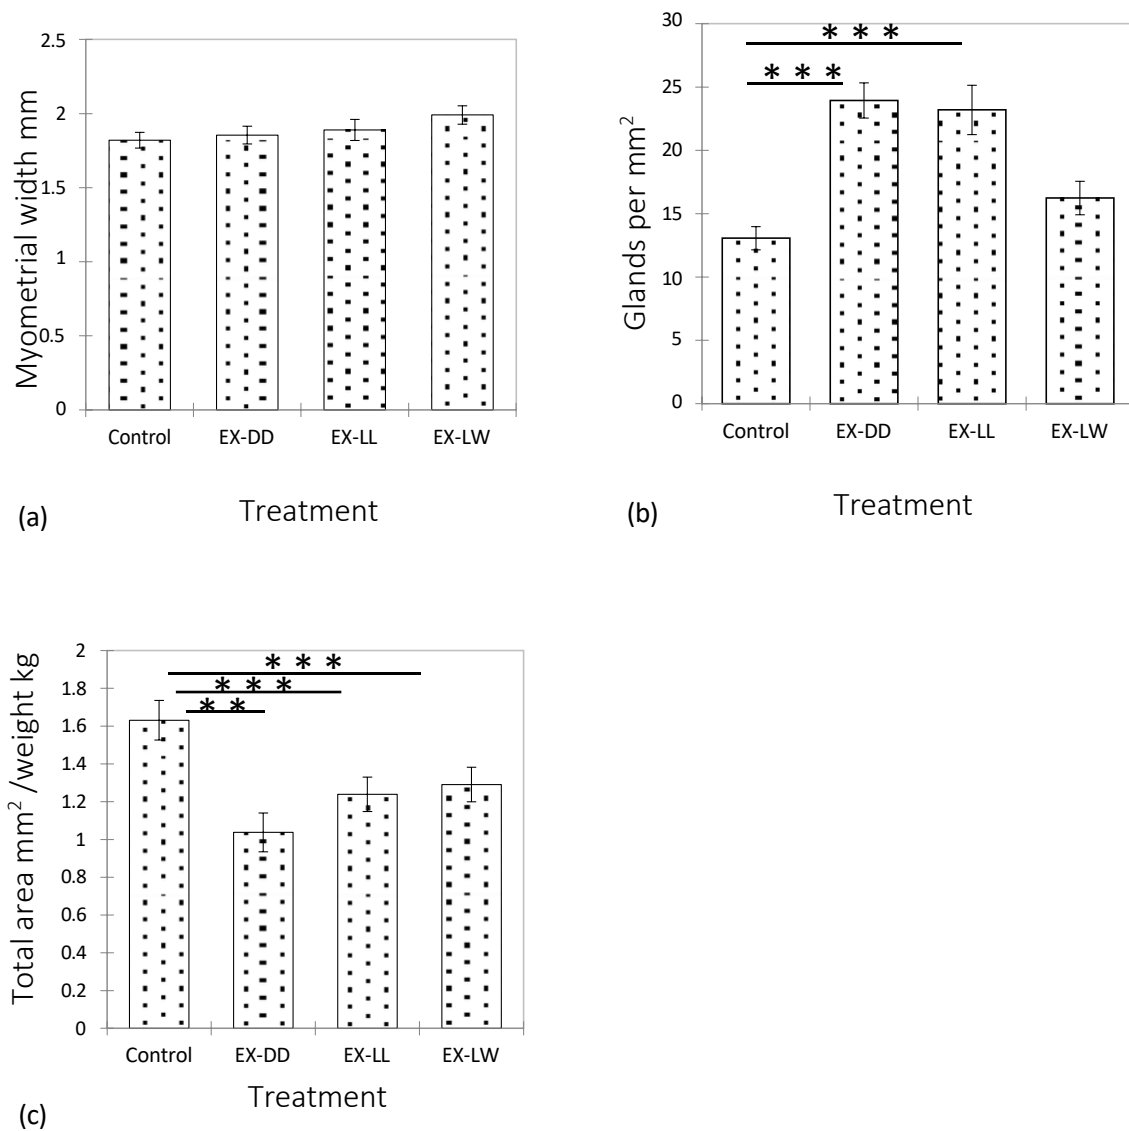 2.5
2
1.5
1
0.5
0
Myometrial width mm
Control EX-DD EX-LL EX-LW
Treatment
(a)
30
25
20
15
10
5
0
Glands per mm²
* * *
* * *
Control EX-DD EX-LL EX-LW
Treatment
(b)
2
1.8
1.6
1.4
1.2
1
0.8
0.6
0.4
0.2
0
Total area mm² /weight kg
* * *
* * *
* *
Control EX-DD EX-LL EX-LW
Treatment
(c)